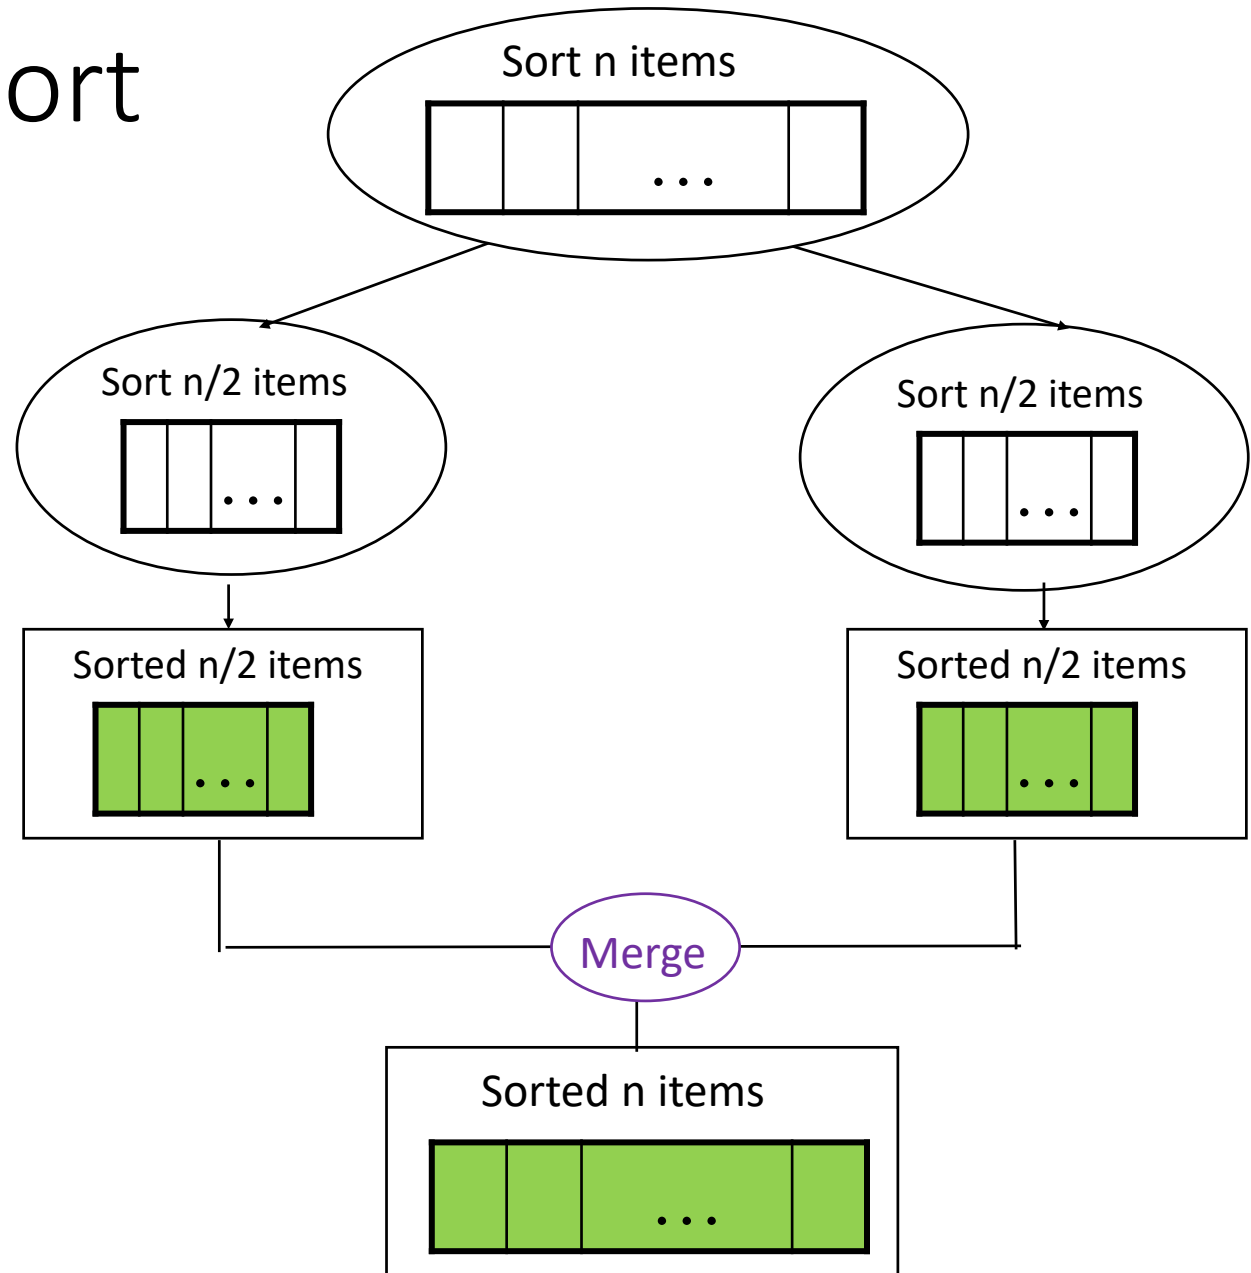 ort
Sort n items
...
Sort n/2 items
...
Sort n/2 items
...
Sorted n/2 items
...
Sorted n/2 items
...
Merge
Sorted n items
...